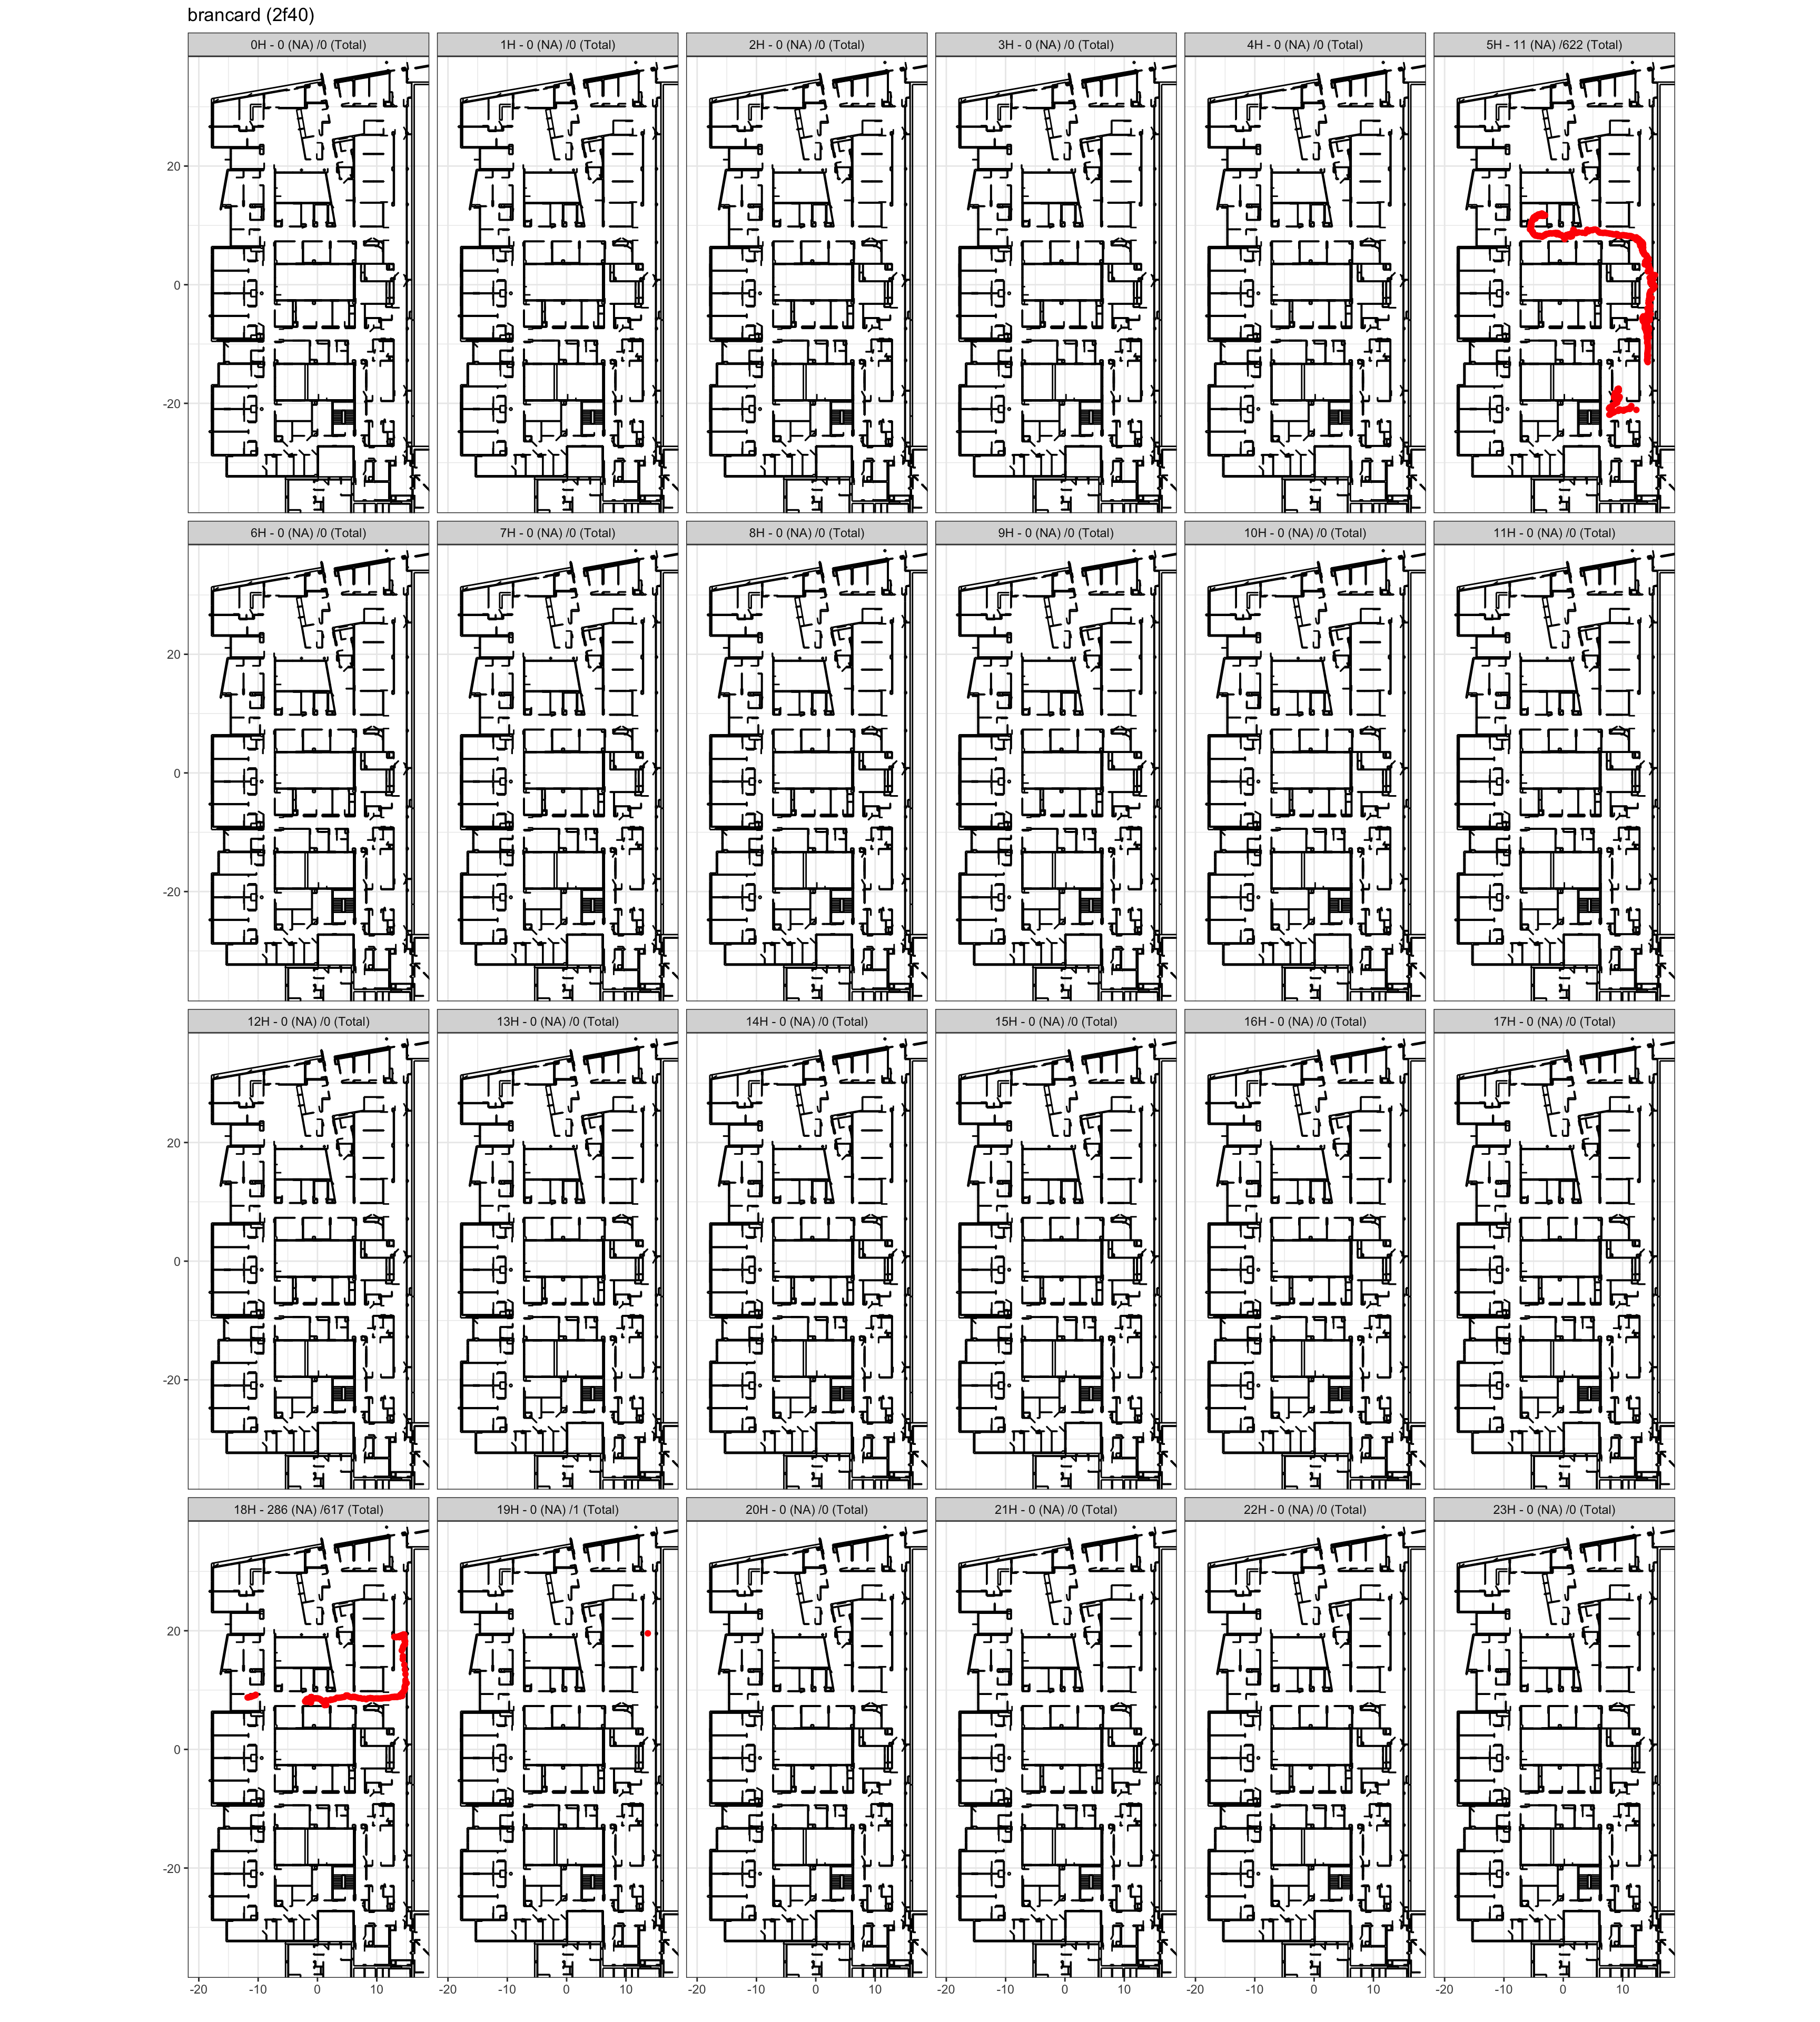 brancard (2f40)
0H - 0 (NA) /0 (Total) 1H - 0 (NA) /0 (Total) 2H - 0 (NA) /0 (Total) 3H - 0 (NA) /0 (Total) 4H - 0 (NA) /0 (Total) 5H - 11 (NA) /622 (Total)
20
0
-20
6H - 0 (NA) /0 (Total) 7H - 0 (NA) /0 (Total) 8H - 0 (NA) /0 (Total) 9H - 0 (NA) /0 (Total) 10H - 0 (NA) /0 (Total) 11H - 0 (NA) /0 (Total)
20
0
-20
12H - 0 (NA) /0 (Total) 13H - 0 (NA) /0 (Total) 14H - 0 (NA) /0 (Total) 15H - 0 (NA) /0 (Total) 16H - 0 (NA) /0 (Total) 17H - 0 (NA) /0 (Total)
20
0
-20
18H - 286 (NA) /617 (Total) 19H - 0 (NA) /1 (Total) 20H - 0 (NA) /0 (Total) 21H - 0 (NA) /0 (Total) 22H - 0 (NA) /0 (Total) 23H - 0 (NA) /0 (Total)
20
0
-20
-20 -10 0 10 -20 -10 0 10 -20 -10 0 10 -20 -10 0 10 -20 -10 0 10 -20 -10 0 10